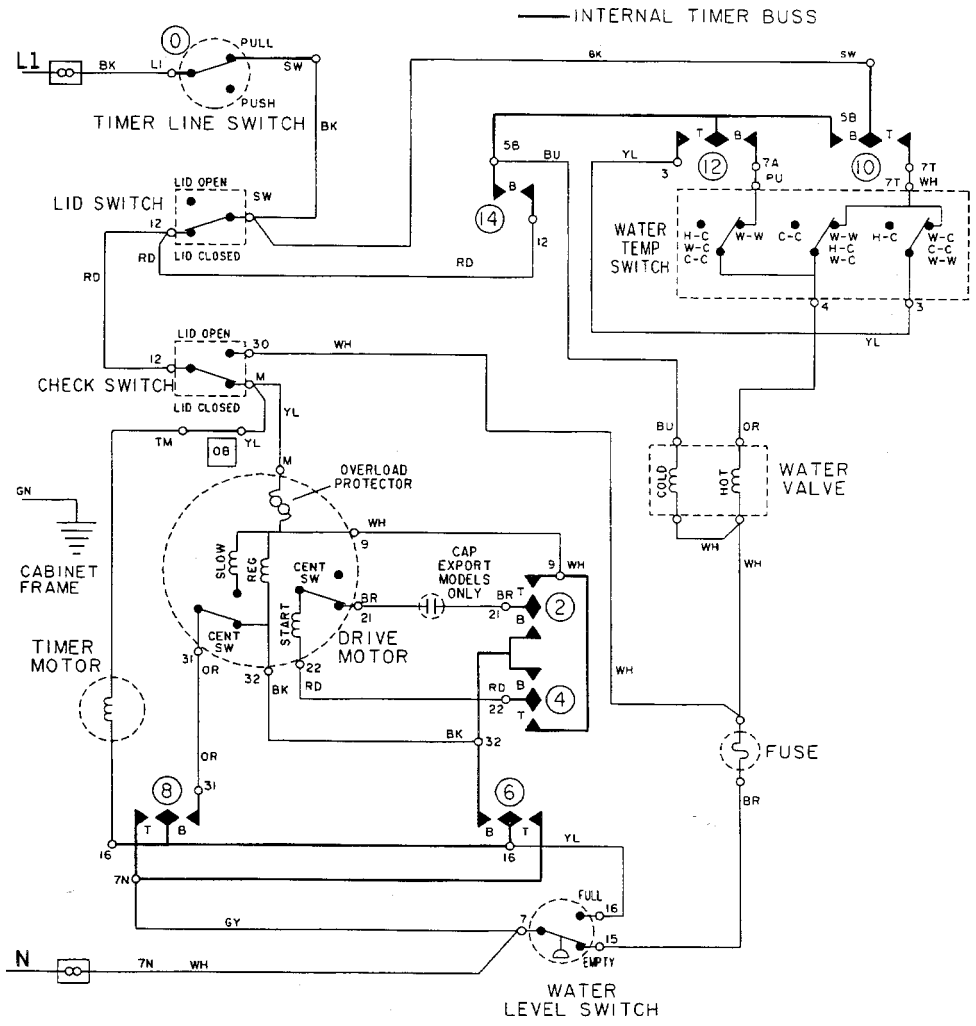 INTERNAL TIMER BUSS
0
PULL
L1
BK
L1
SW
PUSH
TIMER LINE SWITCH
BK
BK
SW
5B
T
B
5B
B
T
YL
3
12
7A
PU
10
7T
7T
WH
5B
BU
B
14
12
LID SWITCH
LID OPEN
SW
12
LID CLOSED
RD
RD
RD
WATER
TEMP
SWITCH
H-C
W-C
C-C
W-W
C-C
W-W
H-C
W-C
H-C
W-C
C-C
W-W
4
3
YL
LID OPEN
30
WH
12
CHECK SWITCH
M
LID CLOSED
YL
TM
OB
YL
M
OVERLOAD
PROTECTOR
BU
OR
COLD
HOT
WATER
VALVE
WH
WH
GN
CABINET
FRAME
WH
9
SLOW
REG
CENT
SW
CAP
EXPORT
MODELS
ONLY
9
WH
T
BR
21
BR
21
2
B
START
CENT
SW
DRIVE
MOTOR
TIMER
MOTOR
31
OR
32
BK
22
RD
B
RD
22
4
T
WH
BK
32
FUSE
OR
31
8
T
B
6
B
T
BR
16
16
YL
7N
FULL
16
GY
7
15
EMPTY
N
7N
WH
WATER
LEVEL SWITCH